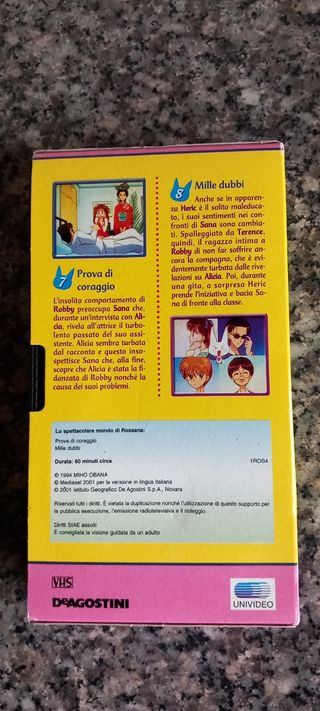 7
Prova di
coraggio
L'insolito comportamento di
Robby preoccupa Sana che,
durante un'intervista con Ali-
cia, rivela all'attrice il turbo-
lento passato del suo assi-
stente. Alicia sembra turbata
dal racconto e questo inso-
spettisce Sana che, alla fine,
scopre che Alicia è stata la fi-
danzata di Robby nonché la
causa dei suoi problemi.
8
Mille dubbi
Anche se in apparen-
za Heric è il solito maleduca-
to, i suoi sentimenti nei con-
fronti di Sana sono cambia-
ti. Spalleggiato da Terence,
quindi, il ragazzo intima a
Robby di non far soffrire an-
cora la compagna, che è evi-
dentemente turbata dalle rive-
lazioni su Alicia. Poi, durante
una gita, a sorpresa Heric
prende l'iniziativa e bacia Sa-
na di fronte alla classe.
Lo spettacolare mondo di Rossana:
Prova di coraggio
Mille dubbi
Durata: 60 minuti circa
1ROS4
© 1994 MIHO OBANA
© Mediaset 2001 per la versione in lingua italiana
© 2001 Istituto Geografico De Agostini S.p.A., Novara
Riservati tutti i diritti. È vietata la duplicazione nonché l'utilizzazione di questo supporto per
la pubblica esecuzione, l'emissione radiotelevisiva e il noleggio.
Diritti SIAE assolti
È consigliata la visione guidata da un adulto
VHS
DeAGOSTINI
UNIVIDEO